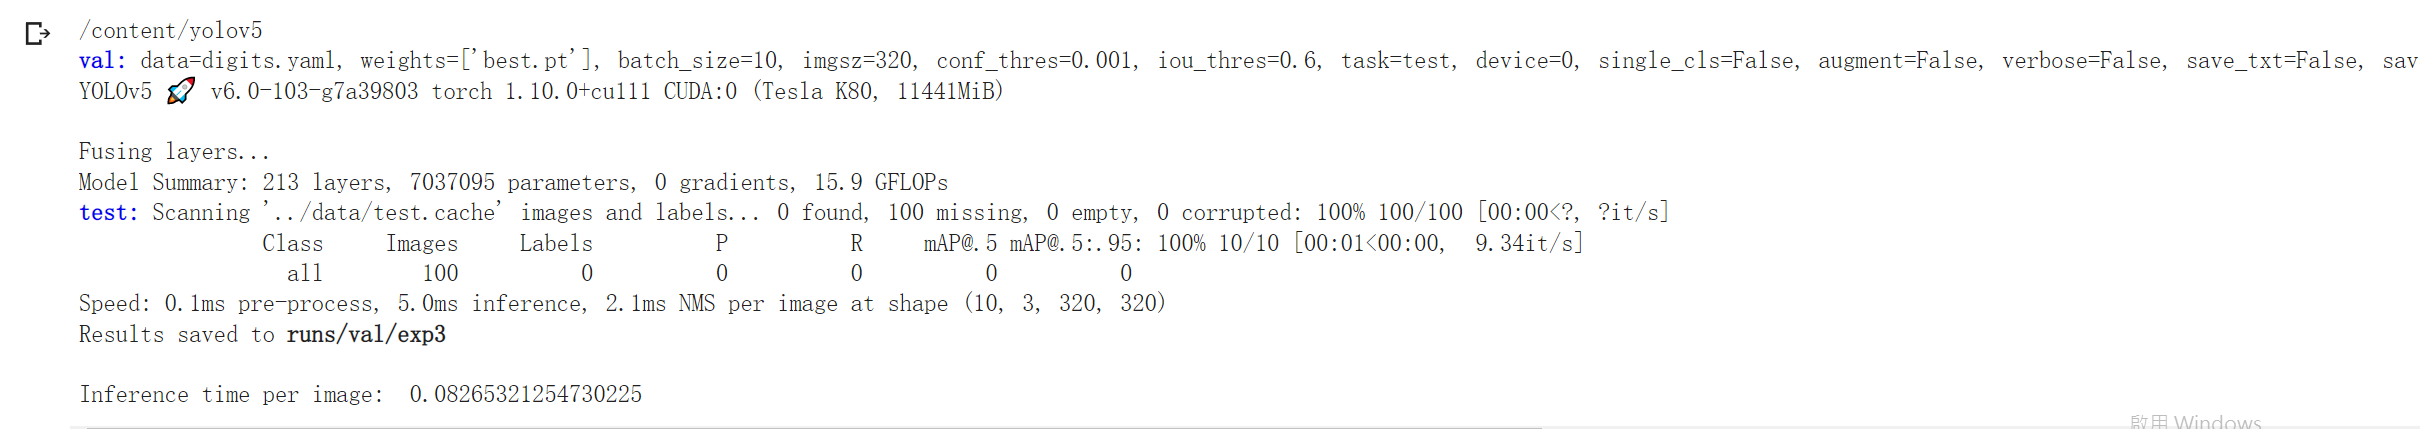 /content/yolov5
val: data=digits.yaml, weights=['best.pt'], batch_size=10, imgsz=320, conf_thres=0.001, iou_thres=0.6, task=test, device=0, single_cls=False, augment=False, verbose=False, save_txt=False, sav
YOLOv5 🚀 v6.0-103-g7a39803 torch 1.10.0+cu111 CUDA:0 (Tesla K80, 11441MiB)
Fusing layers...
Model Summary: 213 layers, 7037095 parameters, 0 gradients, 15.9 GFLOPs
test: Scanning '../data/test.cache' images and labels... 0 found, 100 missing, 0 empty, 0 corrupted: 100% 100/100 [00:00<?, ?it/s]
Class Images Labels P R mAP@.5 mAP@.5:.95: 100% 10/10 [00:01<00:00, 9.34it/s]
all 100 0 0 0 0 0
Speed: 0.1ms pre-process, 5.0ms inference, 2.1ms NMS per image at shape (10, 3, 320, 320)
Results saved to runs/val/exp3
Inference time per image: 0.08265321254730225
啟用 Windows